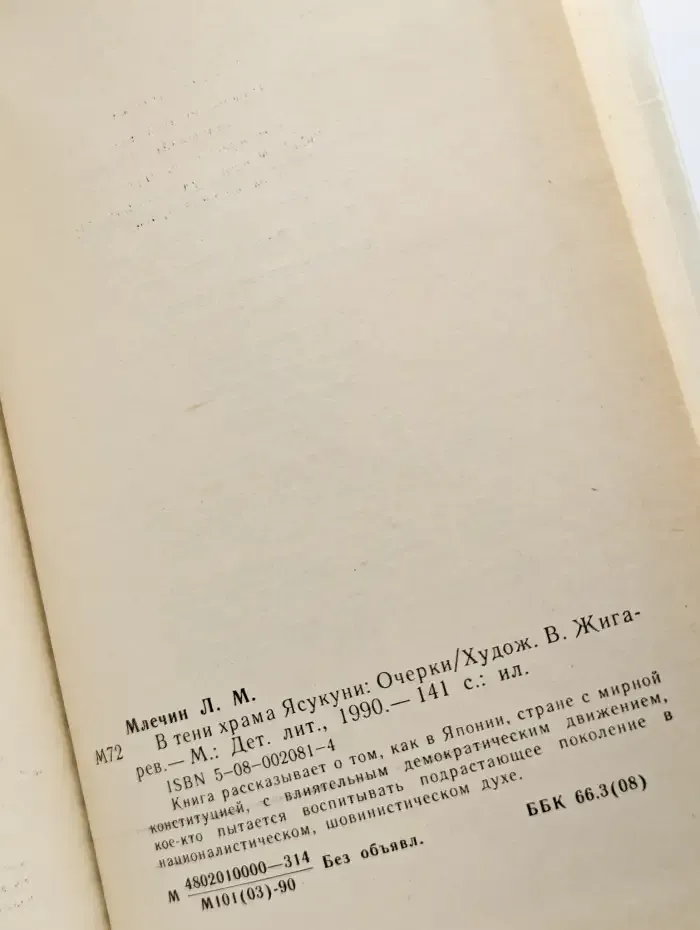 Млечин Л. М.
М72 В тени храма Ясукуни: Очерки/Худож. В. Жига-
рев.— М.: Дет. лит., 1990.— 141 с.: ил.
ISBN 5-08-002081-4
Книга рассказывает о том, как в Японии, стране с мирной
конституцией, с влиятельным демократическим движением,
кое-кто пытается воспитывать подрастающее поколение в
националистическом, шовинистическом духе.
М 4802010000—314 Без объявл.
М101(03)-90
ББК 66.3(08)